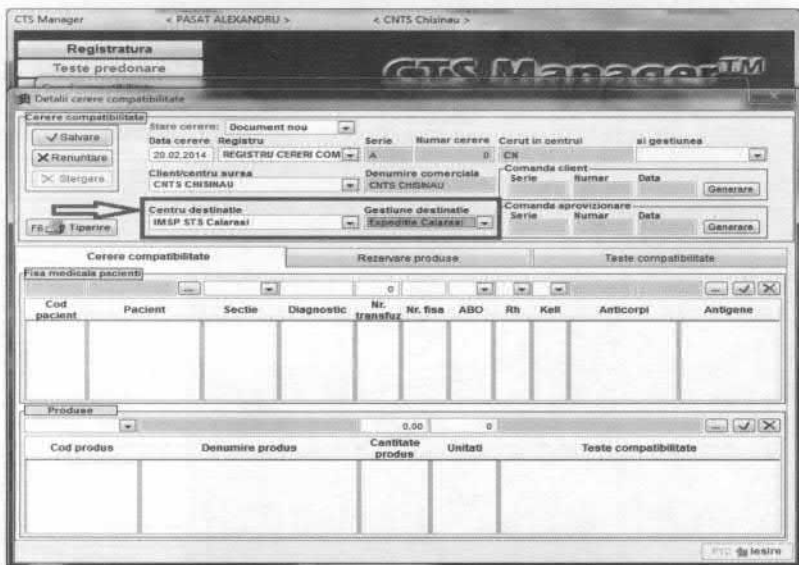 CTS Manager < PASAT ALEXANDRU > < CNTS Chisinau >
Registratura
Teste predonare
CTS Manager™
Detalii cerere compatibilitate
Cerere compatibilitate
Stare cerere: Document nou
Salvare
Data cerere Registru Serie Numar cerere Cerut in centrul si gestiunea
Renuntare
20.02.2014 REGISTRU CERERI COM A 0 CN
Stergere
Client/centru sursa Denumire comerciala Comanda client
CNTS CHISINAU CNTS CHISINAU Serie Numar Data Generare
Centru destinatie Gestiune destinatie Comanda aprovizionare
F6 Tiparire IMSP STS Calarasi Expeditie Calarasi Serie Numar Data Generare
Cerere compatibilitate Rezervare produse Teste compatibilitate
Fisa medicala pacienti
... 0 ...
Cod pacient Pacient Sectie Diagnostic Nr. transfuz Nr. fisa ABO Rh Kell Anticorpi Antigene
Produse
0.00 0 ...
Cod produs Denumire produs Cantitate produs Unitati Teste compatibilitate
Iesire